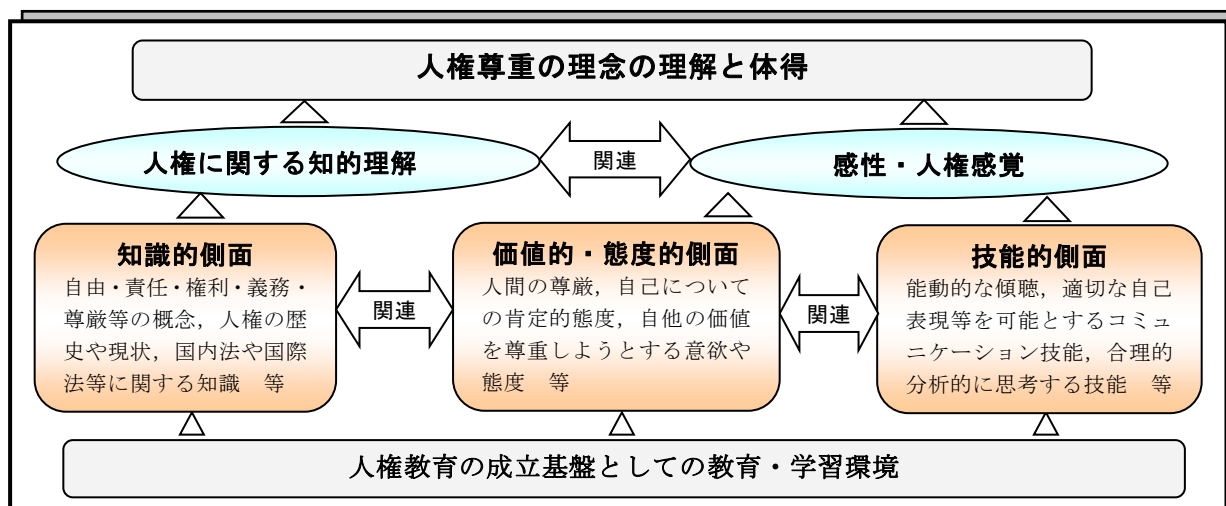 人権尊重の理念の理解と体得
人権に関する知的理解
関連
感性・人権感覚
知識的側面
自由・責任・権利・義務・
尊厳等の概念，人権の歴
史や現状，国内法や国際
法等に関する知識　等
関連
価値的・態度的側面
人間の尊厳，自己について
の肯定的態度，自他の価値
を尊重しようとする意欲や
態度　等
関連
技能的側面
能動的な傾聴，適切な自己
表現等を可能とするコミュ
ニケーション技能，合理的
分析的に思考する技能　等
人権教育の成立基盤としての教育・学習環境